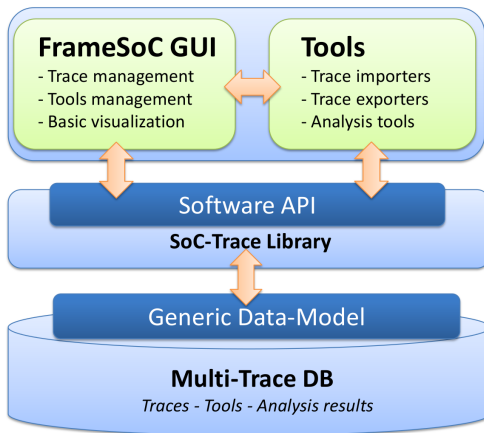 FrameSoC GUI
- Trace management
- Tools management
- Basic visualization
Tools
- Trace importers
- Trace exporters
- Analysis tools
Software API
SoC-Trace Library
Generic Data-Model
Multi-Trace DB
Traces - Tools - Analysis results